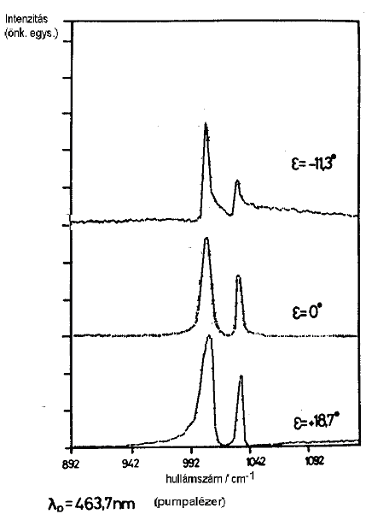 Intenzitás
(önk. egys.)
ε=-11,3°
ε=0°
ε=+18,7°
892 942 992 1042 1092
hullámszám / cm-1
λp=463,7nm (pumpalézer)